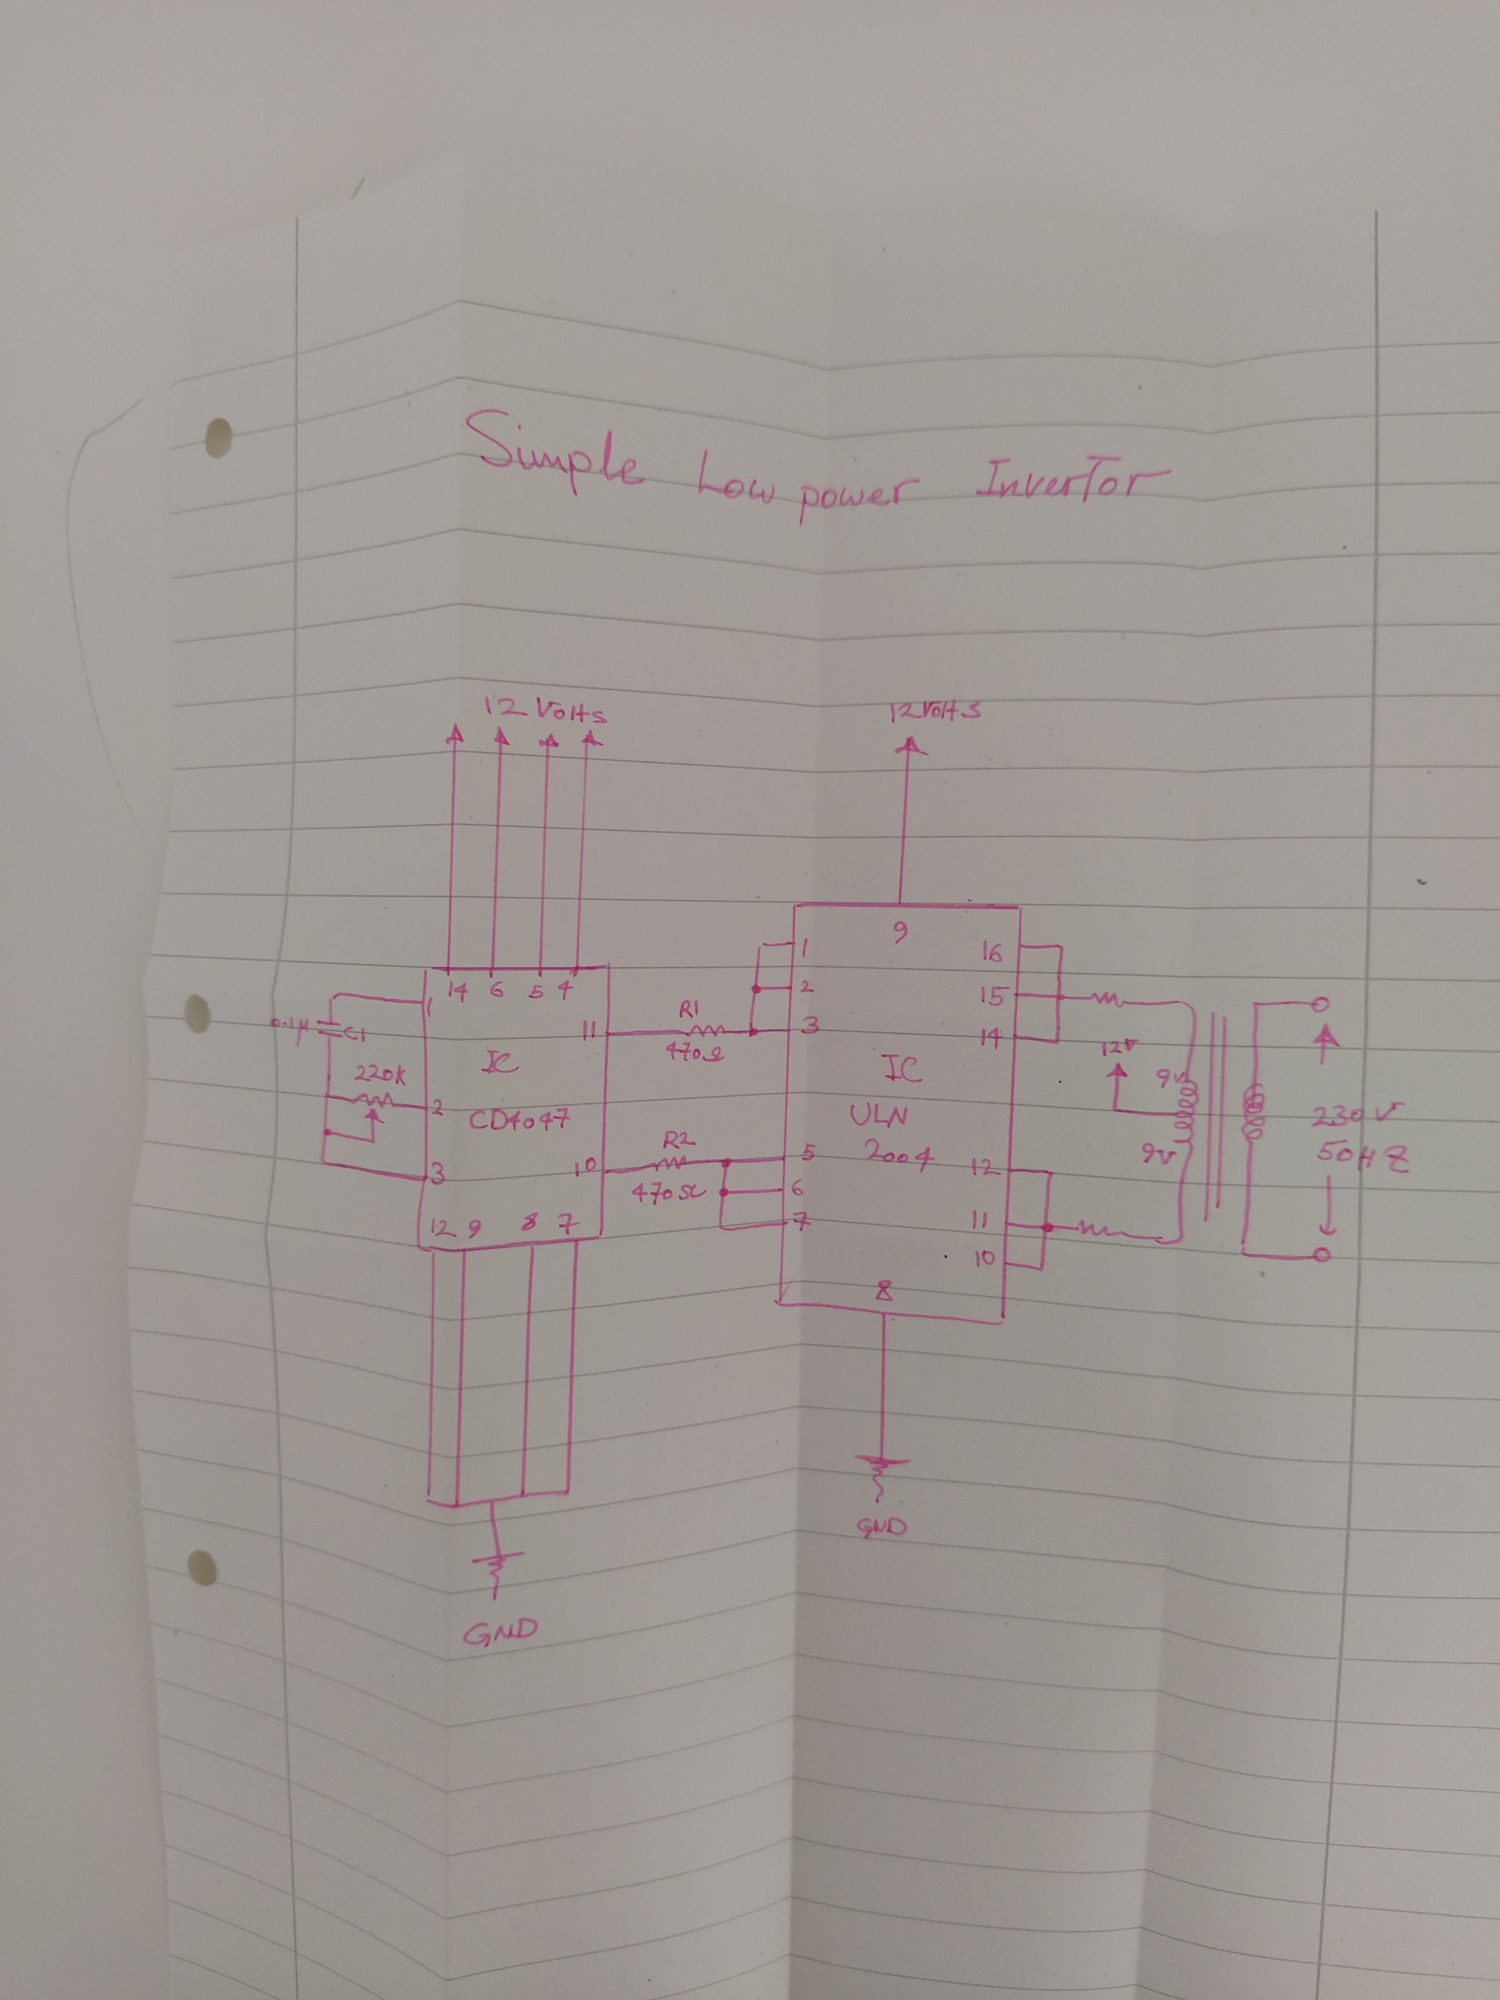 Simple Low power Invertor
12 Volts
12 Volts
14 6 5 4
1
0.1µ C1
220K
2
3
IC
CD4047
11
10
12 9 8 7
GND
R1
470Ω
R2
470Ω
9
1
2
3
5
6
7
IC
ULN
2004
16
15
14
12
11
10
8
GND
12V
9V
9V
230V
50HZ